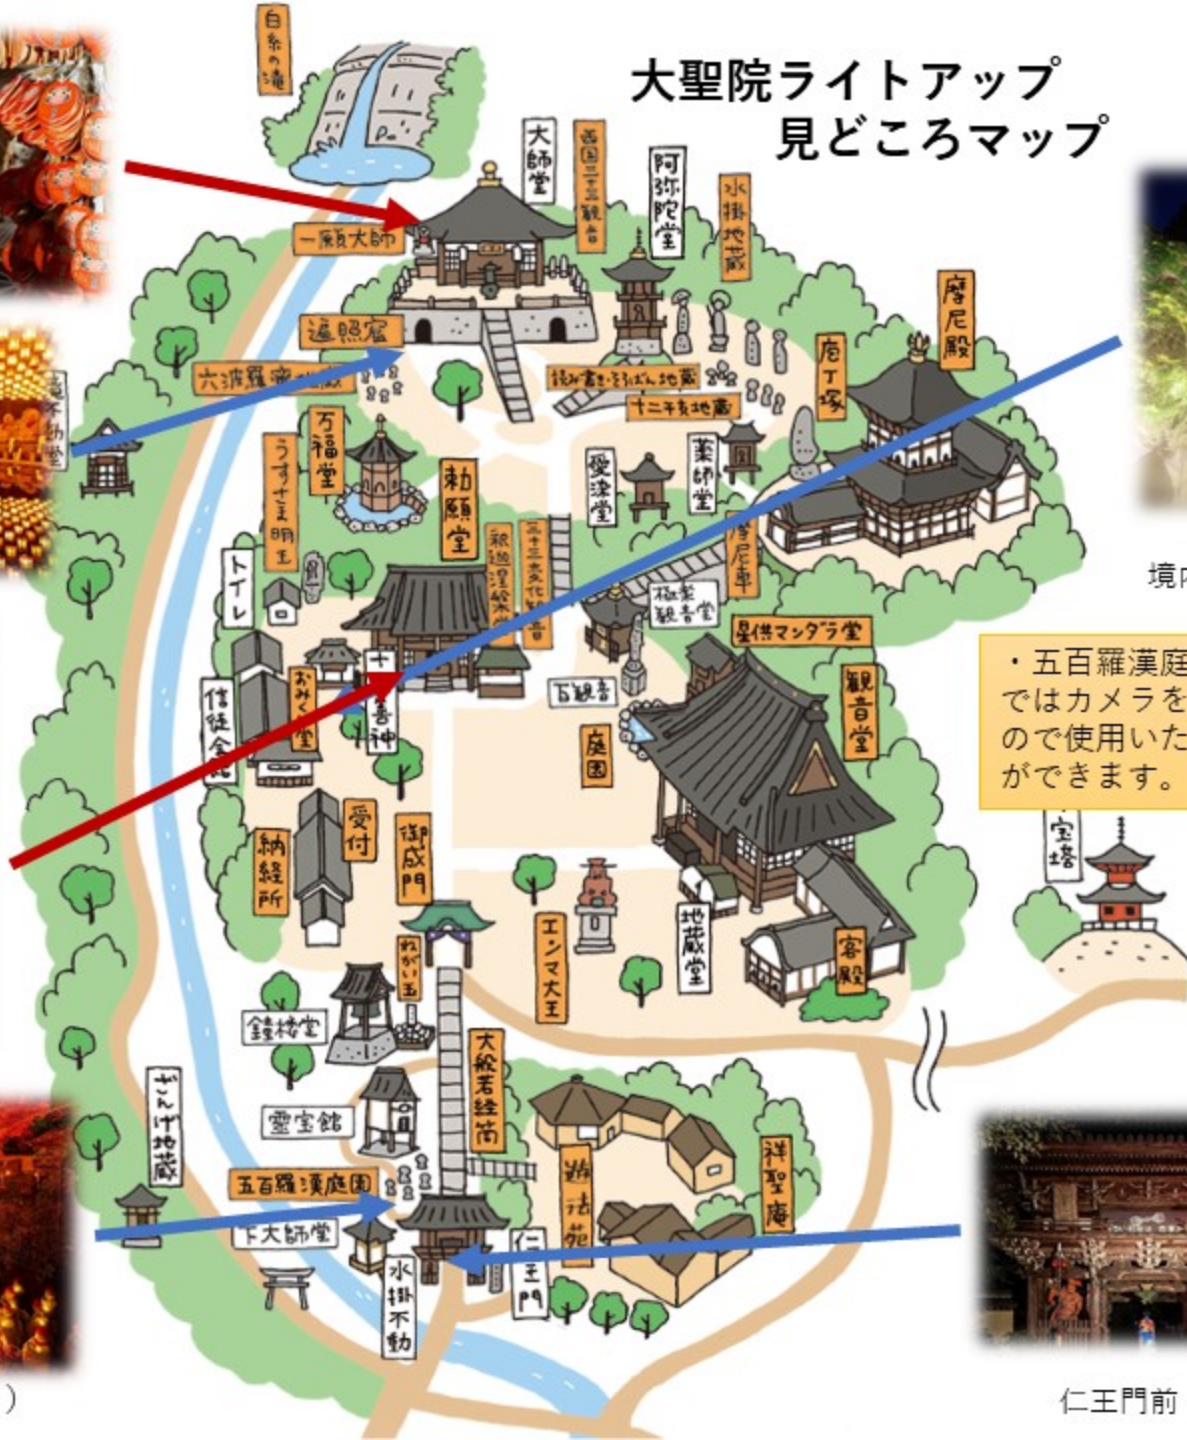 大聖院ライトアップ
見どころマップ
白糸の滝
大師堂
西国三十三観音
阿弥陀堂
水掛地蔵
一願大師
摩尼殿
遍照窟
庖丁塚
六波羅密地蔵
読み書き・そろばん地蔵
十二干支地蔵
万福堂
うすさま明王
勅願堂
愛染堂
薬師堂
釈迦涅槃堂
三十三変化観音
摩尼車
トイレ
極楽
観音堂
星供マンダラ堂
十善神
おみくじ堂
信徒会館
百観音
観音堂
庭園
・五百羅漢庭
ではカメラを
ので使用いた
ができます。
境内
受付
御成門
納経所
宝塔
地蔵堂
エンマ大王
客殿
ねがい玉
鐘楼堂
大般若経筒
ざんげ地蔵
霊宝館
五百羅漢庭園
下大師堂
遊法苑
祥聖庵
仁王門
水掛不動
仁王門前
)